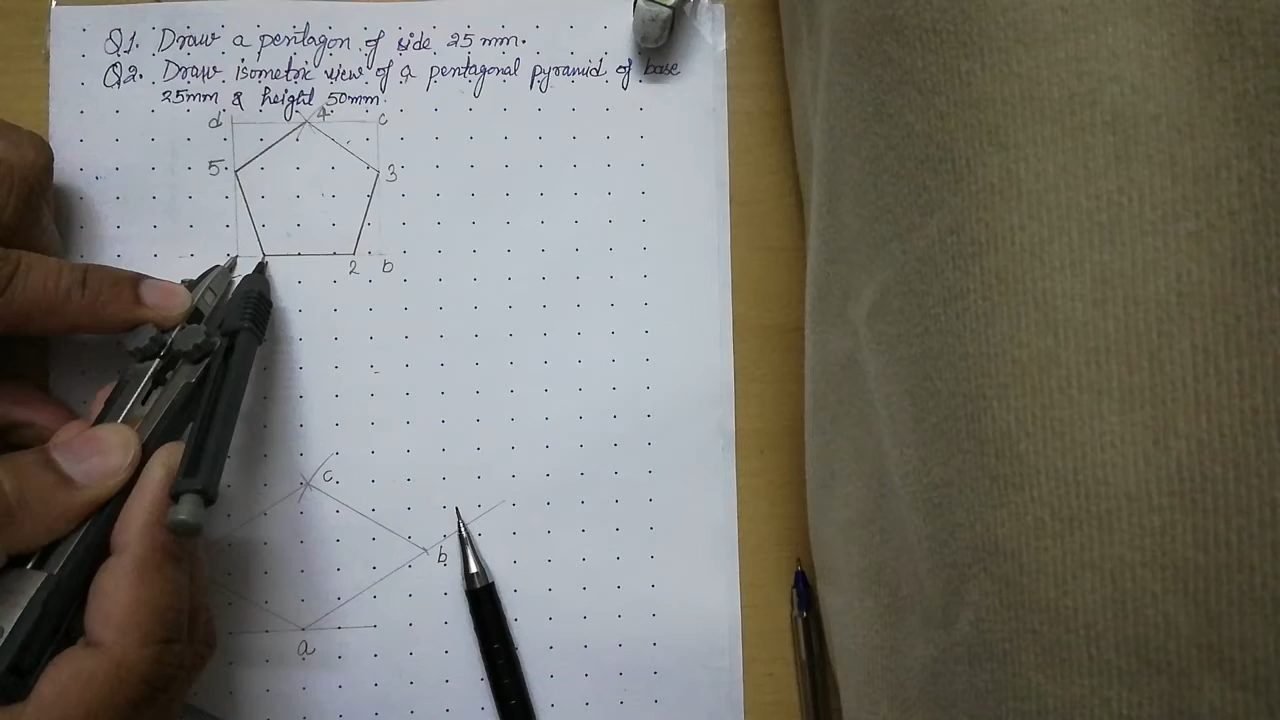 Q1. Draw a pentagon of side 25 mm.
Q2. Draw isometric view of a pentagonal pyramid of base
25mm & height 50mm.
d 4 c
5 3
2 b
c
b
a